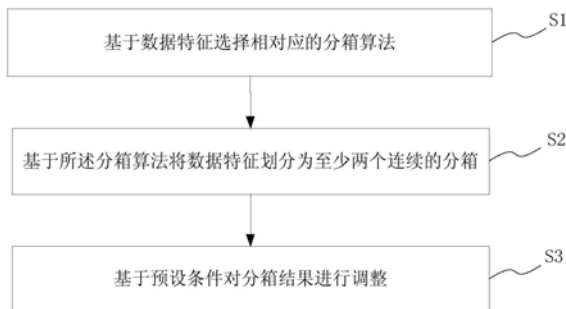 基于数据特征选择相对应的分箱算法
S1
基于所述分箱算法将数据特征划分为至少两个连续的分箱
S2
基于预设条件对分箱结果进行调整
S3